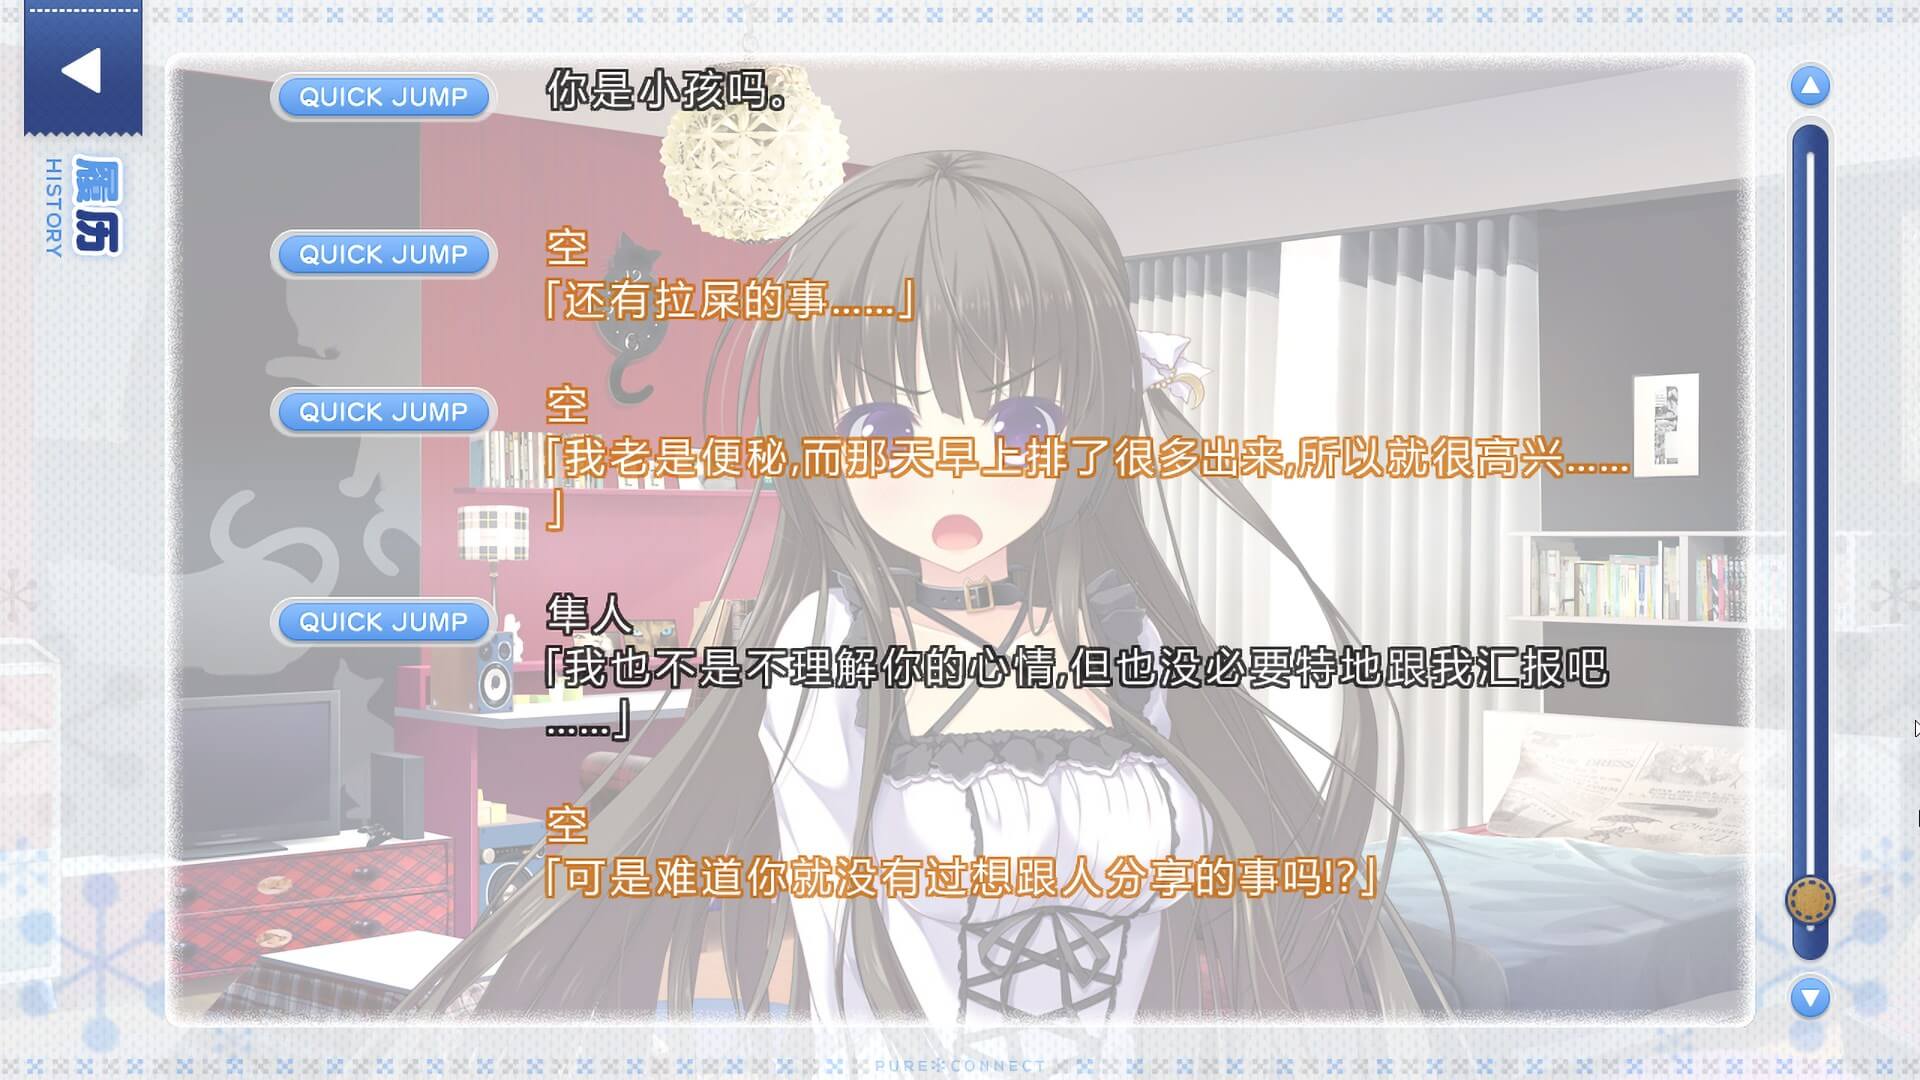 履历
HISTORY
QUICK JUMP
你是小孩吗。
QUICK JUMP
空
「还有拉屎的事……」
QUICK JUMP
空
「我老是便秘,而那天早上排了很多出来,所以就很高兴……
」
QUICK JUMP
隼人
「我也不是不理解你的心情,但也没必要特地跟我汇报吧
……」
空
「可是难道你就没有过想跟人分享的事吗!?」
PURE CONNECT